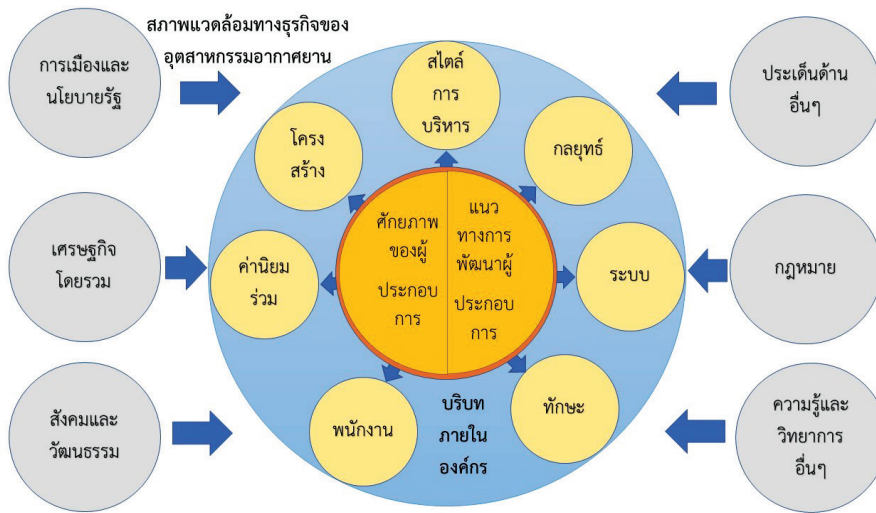 สภาพแวดล้อมทางธุรกิจของ
อุตสาหกรรมอากาศยาน
การเมืองและ
นโยบายรัฐ
เศรษฐกิจ
โดยรวม
สังคมและ
วัฒนธรรม
สไตล์
การ
บริหาร
โครง
สร้าง
กลยุทธ์
ค่านิยม
ร่วม
ศักยภาพ
ของผู้
ประกอบ
การ
แนว
ทางการ
พัฒนาผู้
ประกอบ
การ
ระบบ
พนักงาน
บริบท
ภายใน
องค์กร
ทักษะ
ประเด็นด้าน
อื่นๆ
กฎหมาย
ความรู้และ
วิทยาการ
อื่นๆ